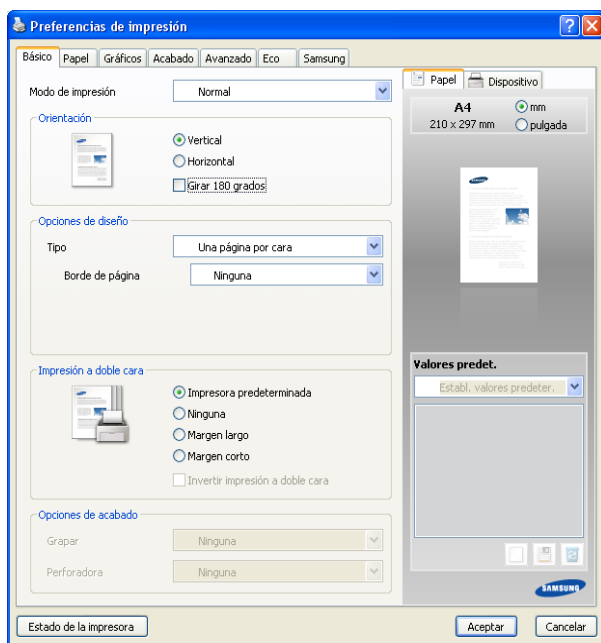 Preferencias de impresión
Básico Papel Gráficos Acabado Avanzado Eco Samsung
Modo de impresión Normal
Orientación
Vertical
Horizontal
Girar 180 grados
Opciones de diseño
Tipo Una página por cara
Borde de página Ninguna
Impresión a doble cara
Impresora predeterminada
Ninguna
Margen largo
Margen corto
Invertir impresión a doble cara
Opciones de acabado
Grapar Ninguna
Perforadora Ninguna
Papel Dispositivo
A4 mm
210 x 297 mm pulgada
Valores predet.
Establ. valores predeter.
SAMSUNG
Estado de la impresora Aceptar Cancelar